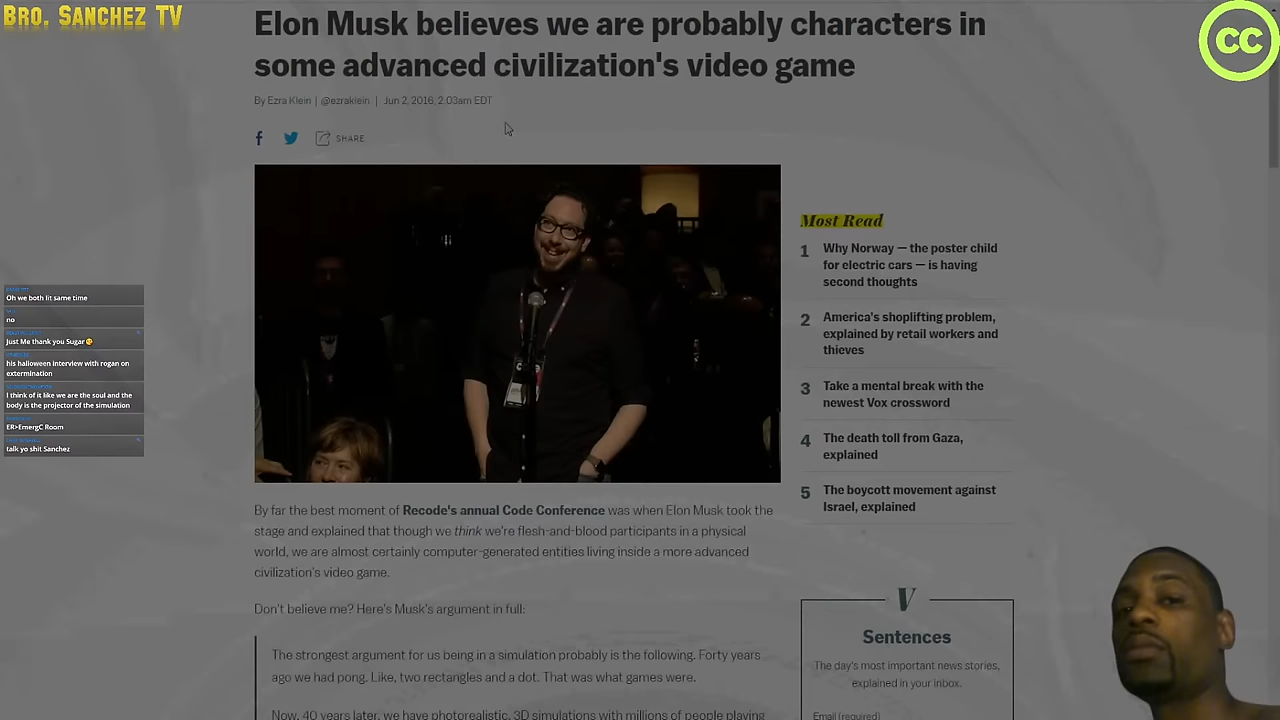 BRO. SANCHEZ TV
CC
Elon Musk believes we are probably characters in
some advanced civilization's video game
By Ezra Klein | @ezraklein | Jun 2, 2016, 2:03am EDT
SHARE
Most Read
1 Why Norway — the poster child
for electric cars — is having
second thoughts
2 America's shoplifting problem,
explained by retail workers and
thieves
3 Take a mental break with the
newest Vox crossword
4 The death toll from Gaza,
explained
5 The boycott movement against
Israel, explained
Oh we both lit same time
no
Just Me thank you Sugar
his halloween interview with rogan on
extermination
I think of it like we are the soul and the
body is the projector of the simulation
ER>EmergC Room
talk yo shit Sanchez
By far the best moment of Recode's annual Code Conference was when Elon Musk took the
stage and explained that though we think we're flesh-and-blood participants in a physical
world, we are almost certainly computer-generated entities living inside a more advanced
civilization's video game.
Don't believe me? Here's Musk's argument in full:
The strongest argument for us being in a simulation probably is the following. Forty years
ago we had pong. Like, two rectangles and a dot. That was what games were.
Now, 40 years later, we have photorealistic, 3D simulations with millions of people playing
V
Sentences
The day's most important news stories,
explained in your inbox.
Email (required)